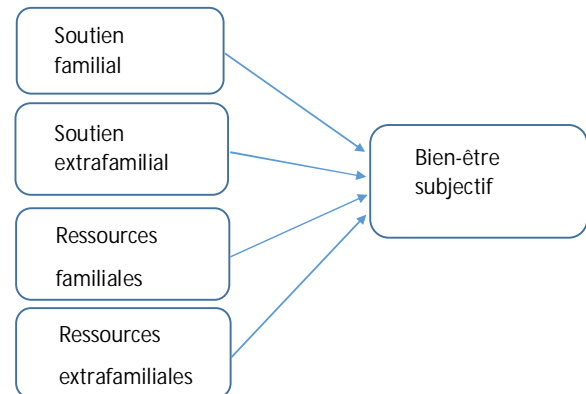 Soutien
familial
Soutien
extrafamilial
Ressources
familiales
Ressources
extrafamiliales
Bien-être
subjectif